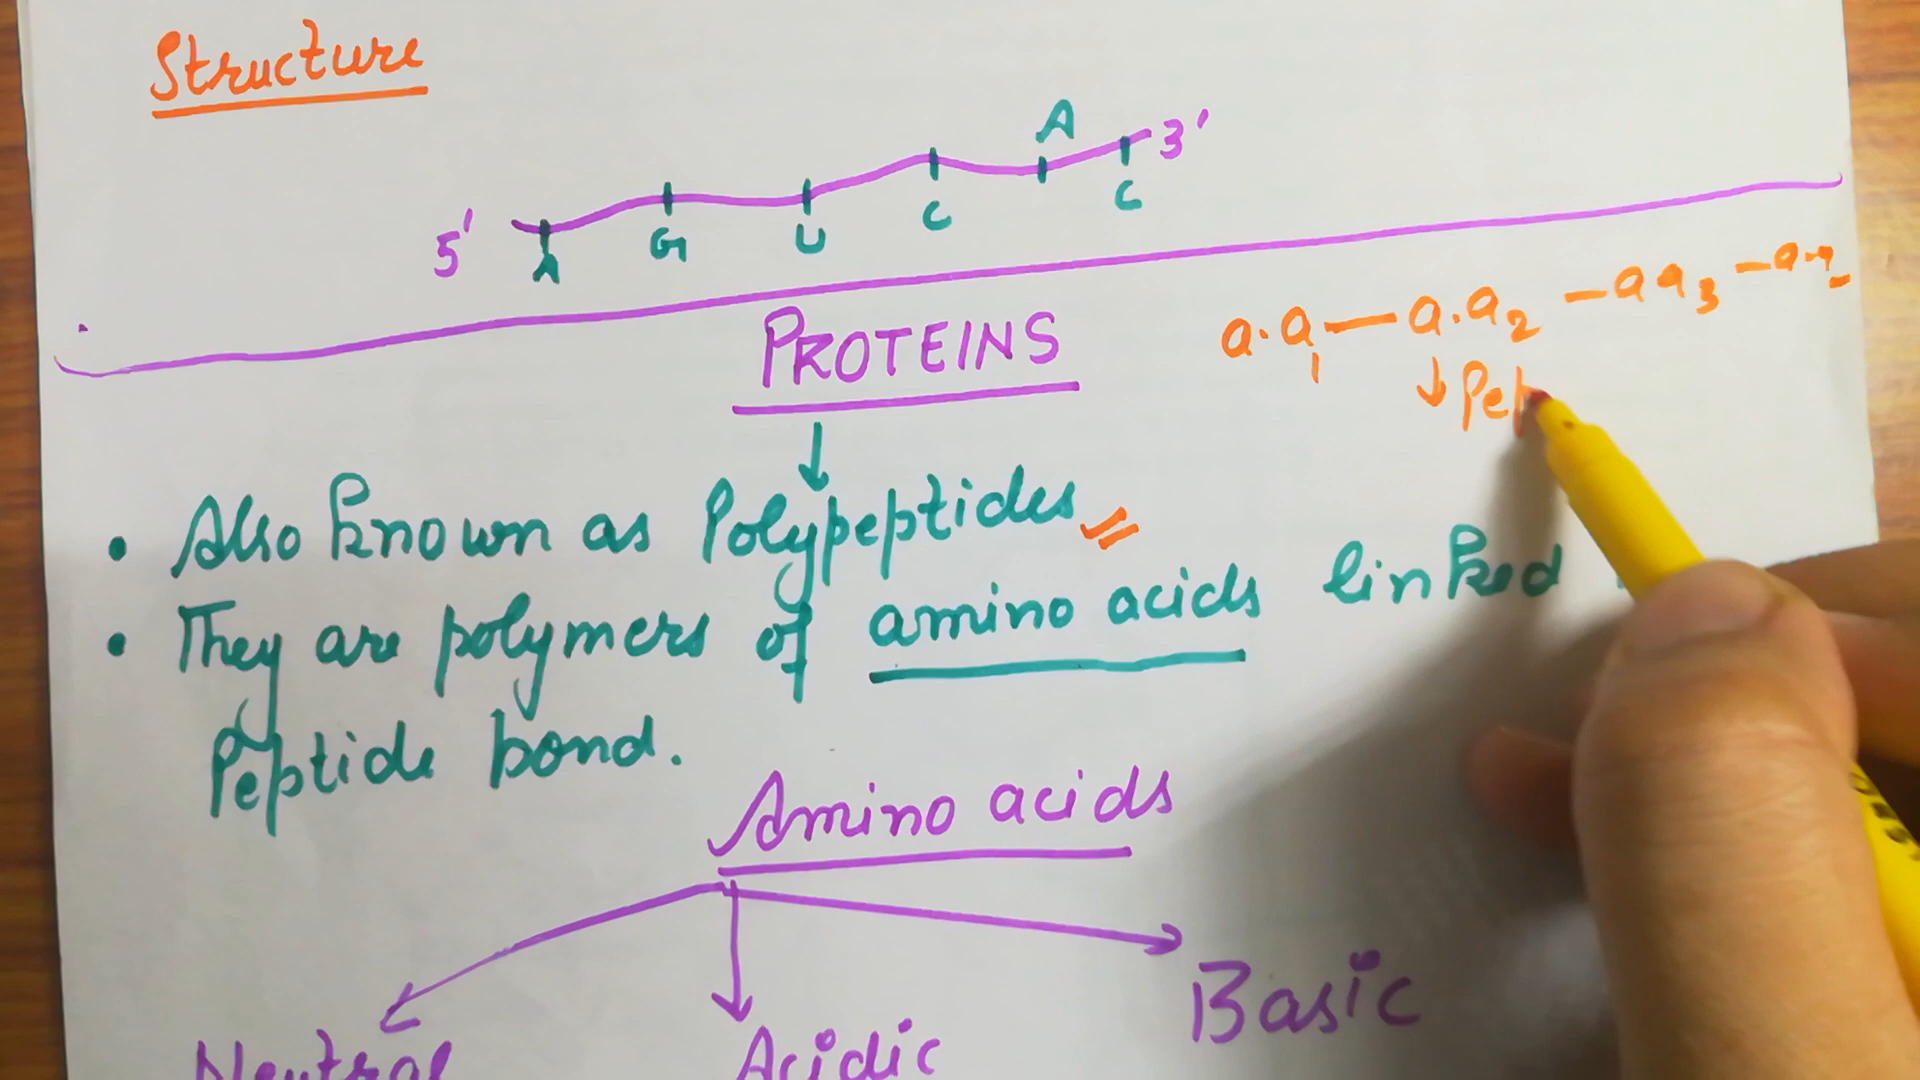 Structure
A
3'
5' A G U C C
PROTEINS
a.a1 — a.a2 — aa3 — a.a -
↓ Pep
• Also known as Polypeptides
• They are polymers of amino acids linked
Peptide bond.
Amino acids
Neutral Acidic Basic